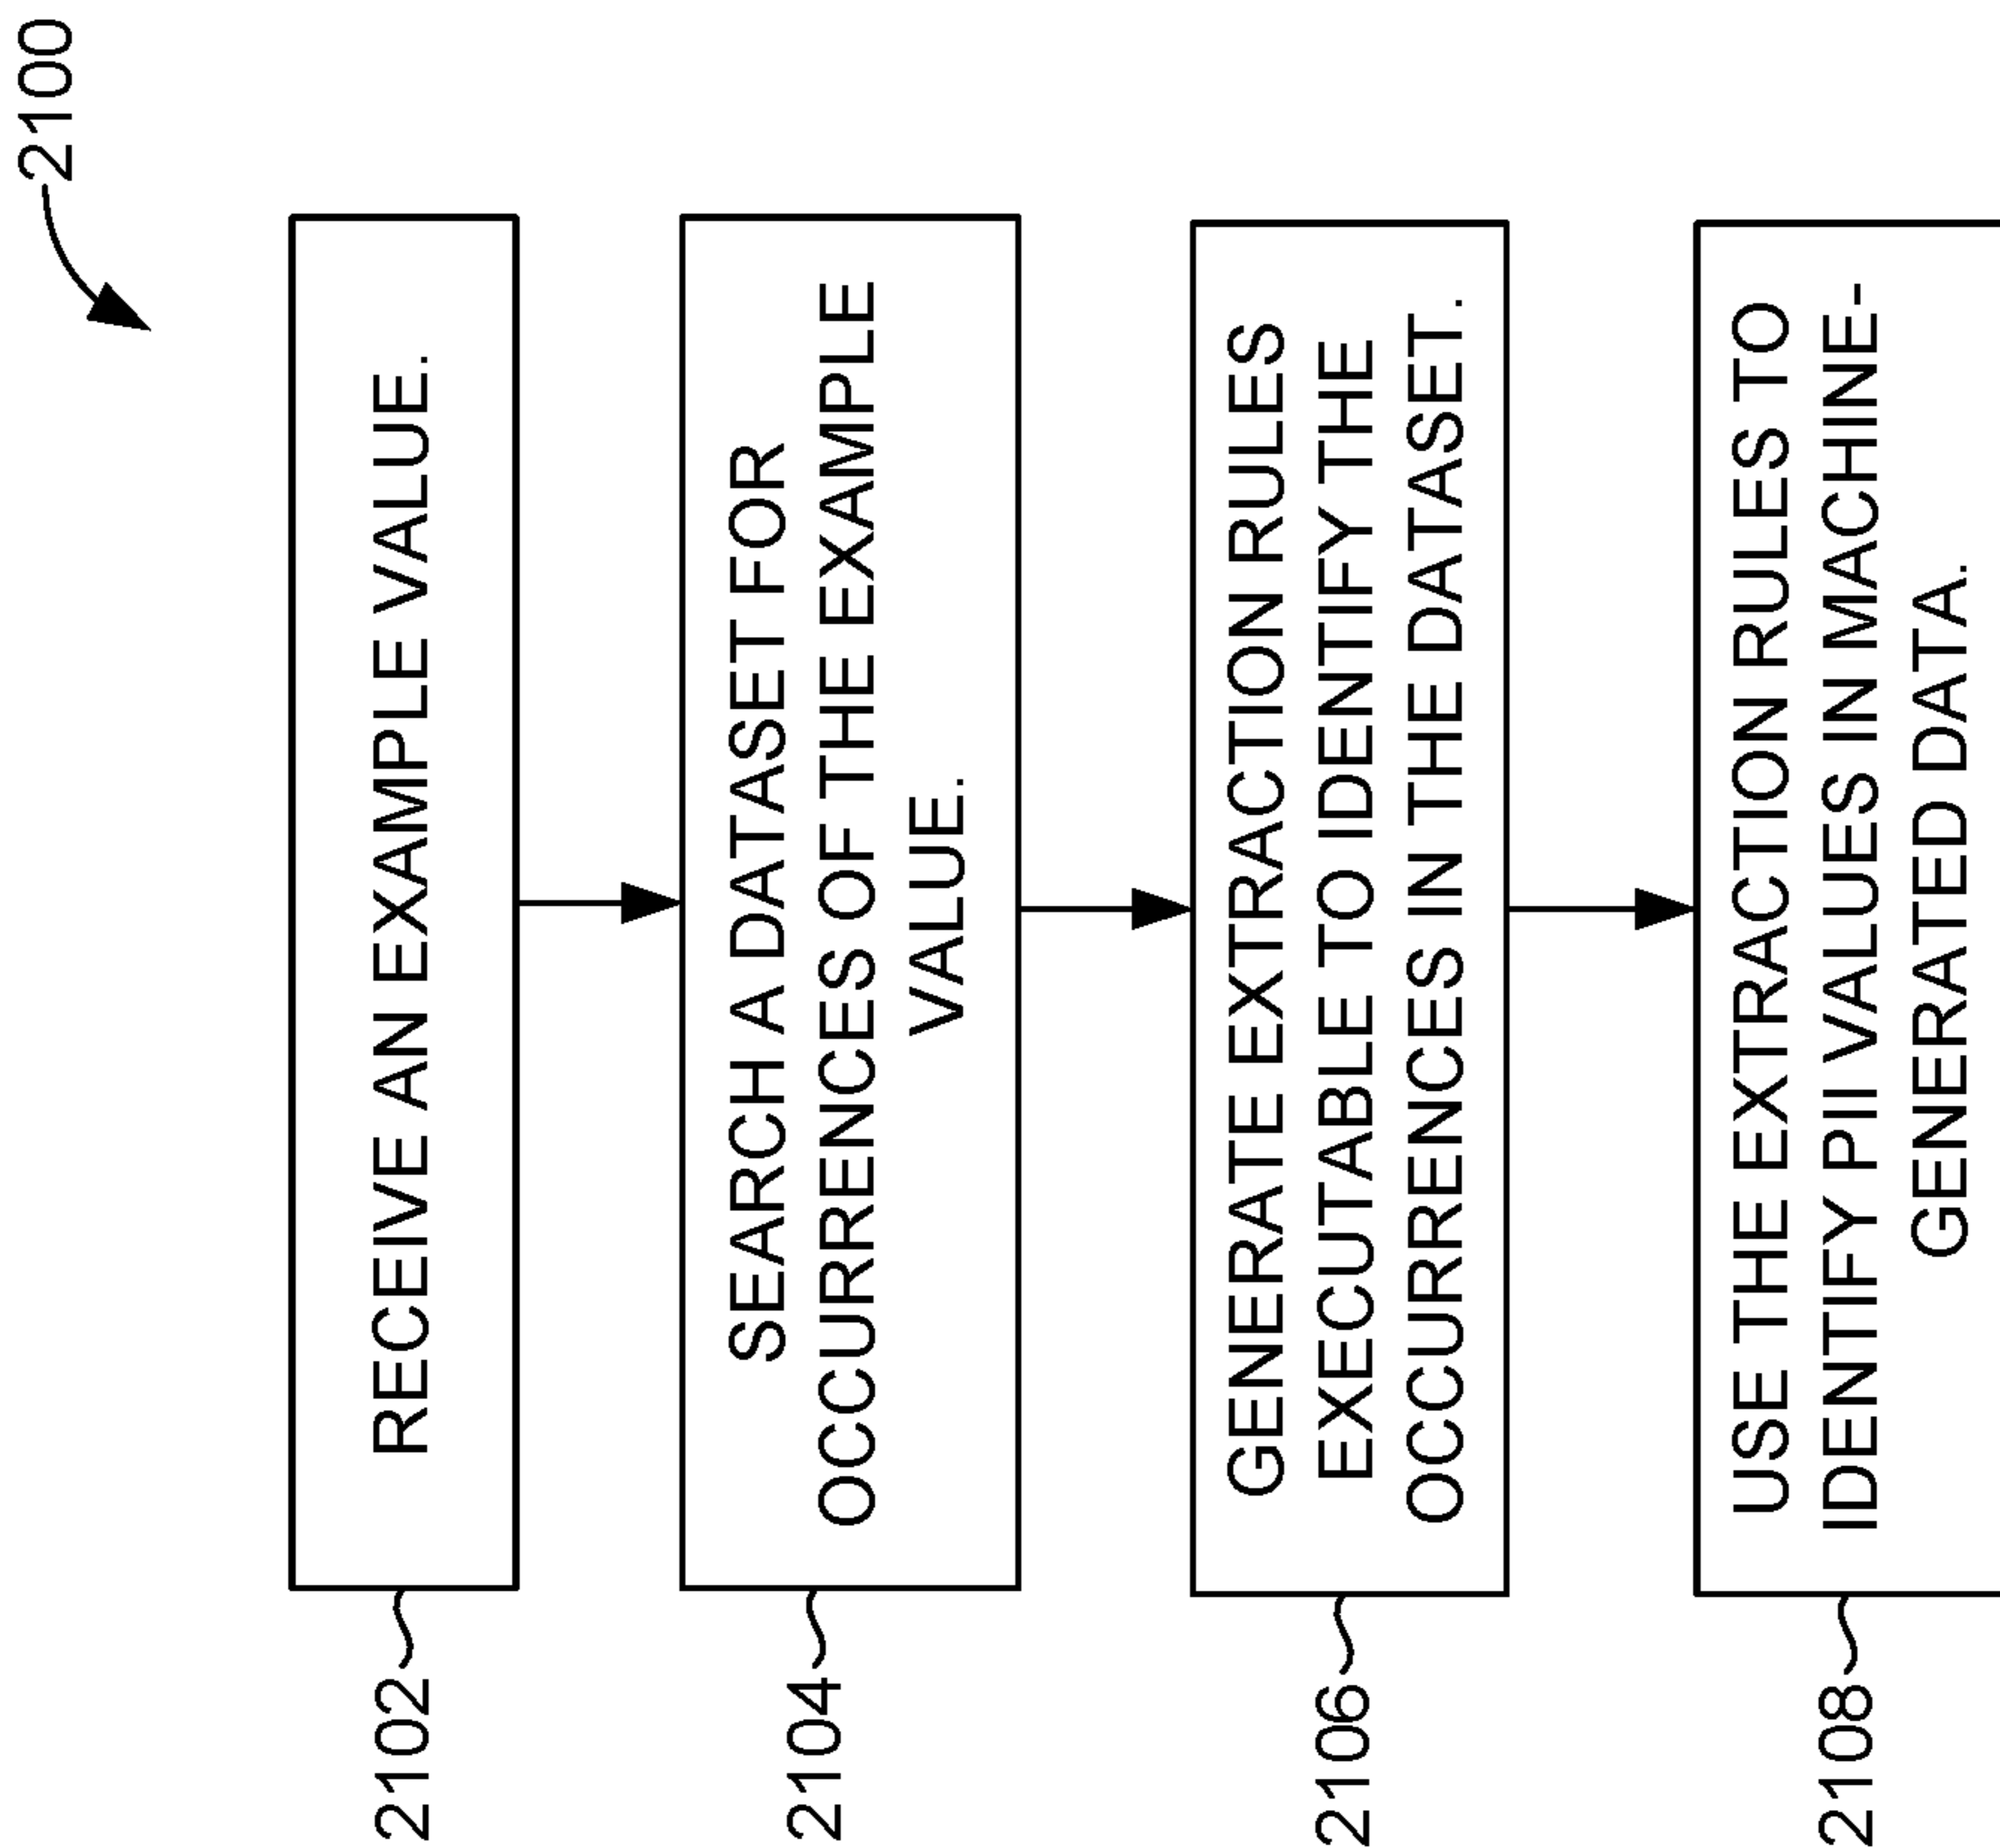 2100
2102
RECEIVE AN EXAMPLE VALUE.
2104
SEARCH A DATASET FOR
OCCURRENCES OF THE EXAMPLE
VALUE.
2106
GENERATE EXTRACTION RULES
EXECUTABLE TO IDENTIFY THE
OCCURRENCES IN THE DATASET.
2108
USE THE EXTRACTION RULES TO
IDENTIFY PII VALUES IN MACHINE-
GENERATED DATA.